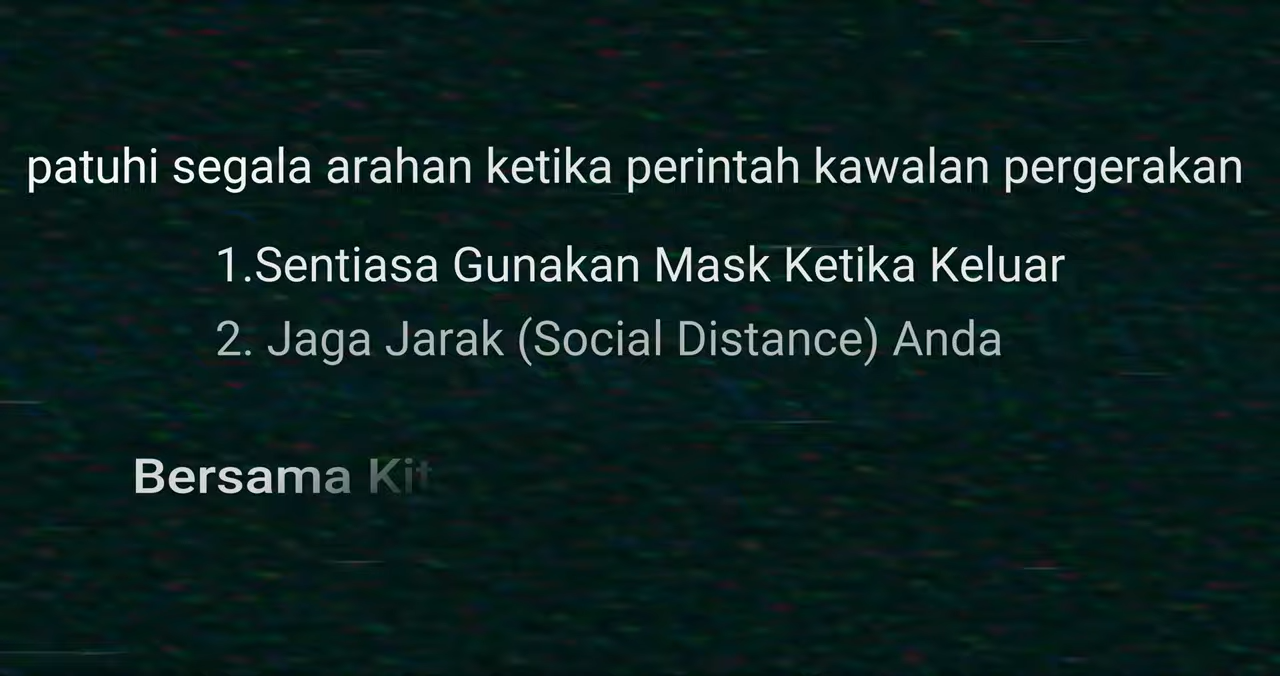 patuhi segala arahan ketika perintah kawalan pergerakan
1.Sentiasa Gunakan Mask Ketika Keluar
2. Jaga Jarak (Social Distance) Anda
Bersama